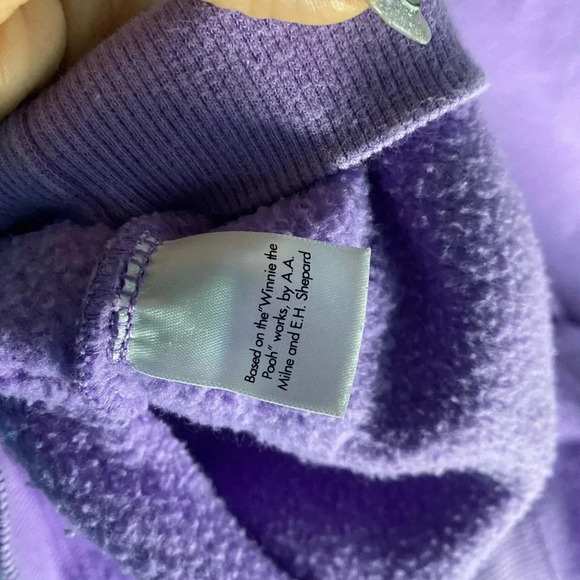 Based on the "Winnie the
Pooh" works, by A.A.
Milne and E.H. Shepard